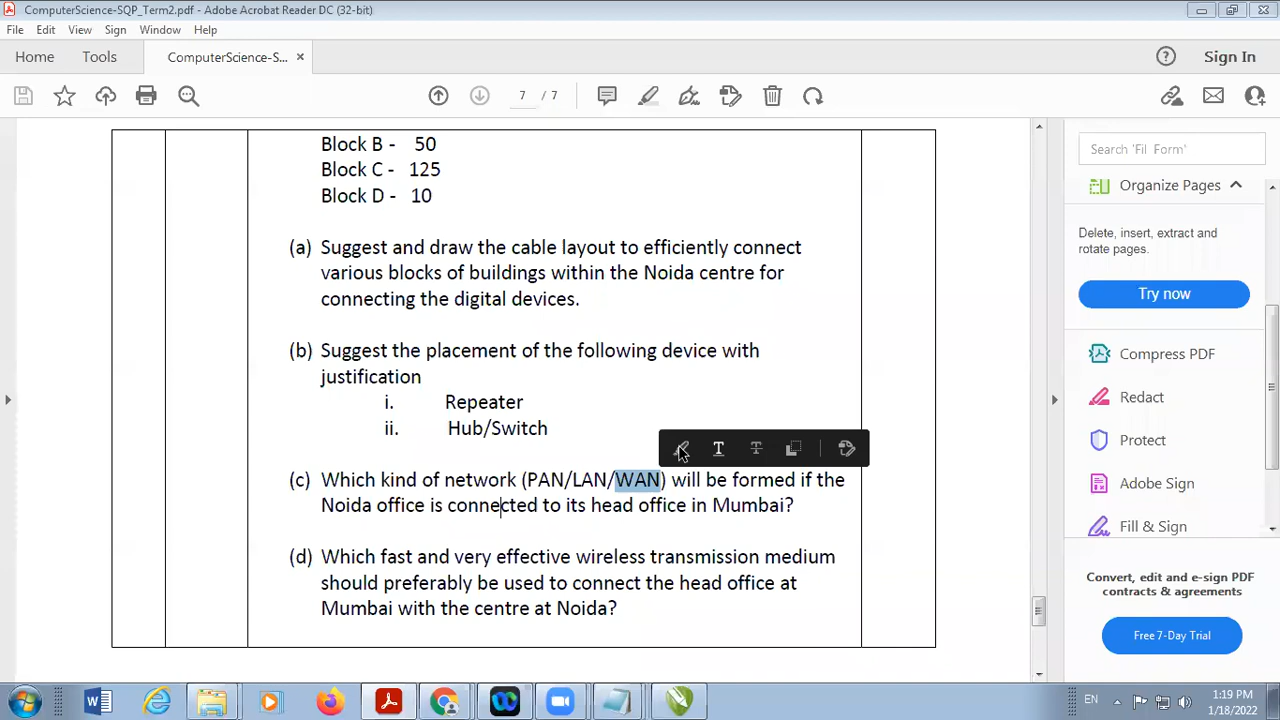 ComputerScience-SQP_Term2.pdf - Adobe Acrobat Reader DC (32-bit)
File Edit View Sign Window Help
Home Tools ComputerScience-S... × ? Sign In
7 / 7
Block B - 50
Block C - 125
Block D - 10
(a) Suggest and draw the cable layout to efficiently connect
various blocks of buildings within the Noida centre for
connecting the digital devices.
(b) Suggest the placement of the following device with
justification
i. Repeater
ii. Hub/Switch
(c) Which kind of network (PAN/LAN/WAN) will be formed if the
Noida office is connected to its head office in Mumbai?
(d) Which fast and very effective wireless transmission medium
should preferably be used to connect the head office at
Mumbai with the centre at Noida?
Search 'Fil Form'
Organize Pages
Delete, insert, extract and
rotate pages.
Try now
Compress PDF
Redact
Protect
Adobe Sign
Fill & Sign
Convert, edit and e-sign PDF
contracts & agreements
Free 7-Day Trial
EN
1:19 PM
1/18/2022